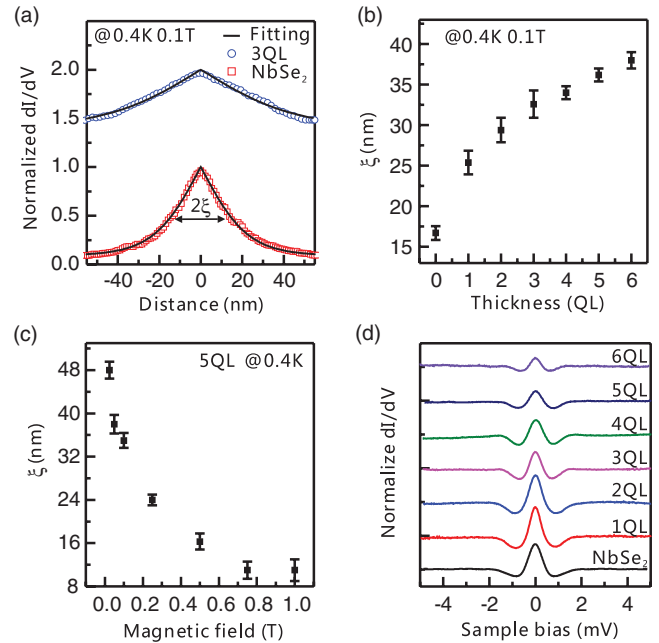 (a)
@0.4K 0.1T
Fitting
3QL
NbSe₂
2.0
1.5
1.0
0.5
0.0
2ξ
-40 -20 0 20 40
Distance (nm)
Normalized dI/dV
(b)
@0.4K 0.1T
40
35
30
25
20
15
0 1 2 3 4 5 6
Thickness (QL)
ξ (nm)
(c)
5QL @0.4K
48
40
32
24
16
8
0.0 0.2 0.4 0.6 0.8 1.0
Magnetic field (T)
ξ (nm)
(d)
6QL
5QL
4QL
3QL
2QL
1QL
NbSe₂
-4 -2 0 2 4
Sample bias (mV)
Normalize dI/dV